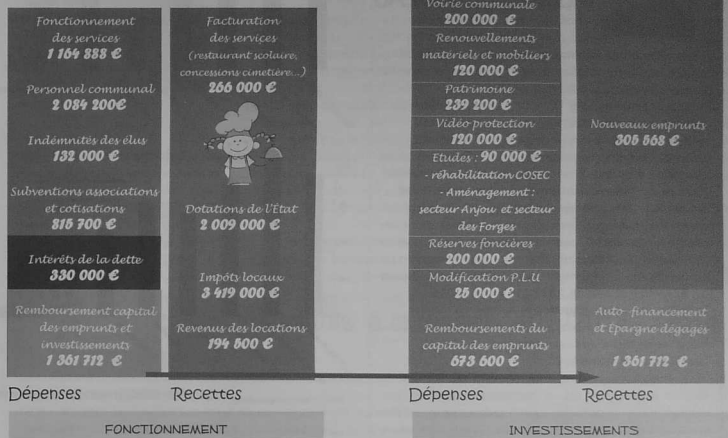 Fonctionnement
des services
1 164 888 €
Personnel communal
2 084 200€
Indemnités des élus
132 000 €
Subventions associations
et cotisations
815 700 €
Intérêts de la dette
330 000 €
Remboursement capital
des emprunts et
investissements
1 361 712 €
Dépenses
Facturation
des services
(restaurant scolaire,
concessions cimetière...)
266 000 €
Dotations de l'État
2 009 000 €
Impôts locaux
3 419 000 €
Revenus des locations
194 500 €
Recettes
FONCTIONNEMENT
Voirie communale
200 000 €
Renouvellements
matériels et mobiliers
120 000 €
Patrimoine
239 200 €
Vidéo protection
120 000 €
Etudes : 90 000 €
- réhabilitation COSEC
- Aménagement :
secteur Anjou et secteur
des Forges
Réserves foncières
200 000 €
Modification P.L.U
25 000 €
Remboursements du
capital des emprunts
673 600 €
Dépenses
Nouveaux emprunts
305 568 €
Auto-financement
et Épargne dégagés
1 361 712 €
Recettes
INVESTISSEMENTS